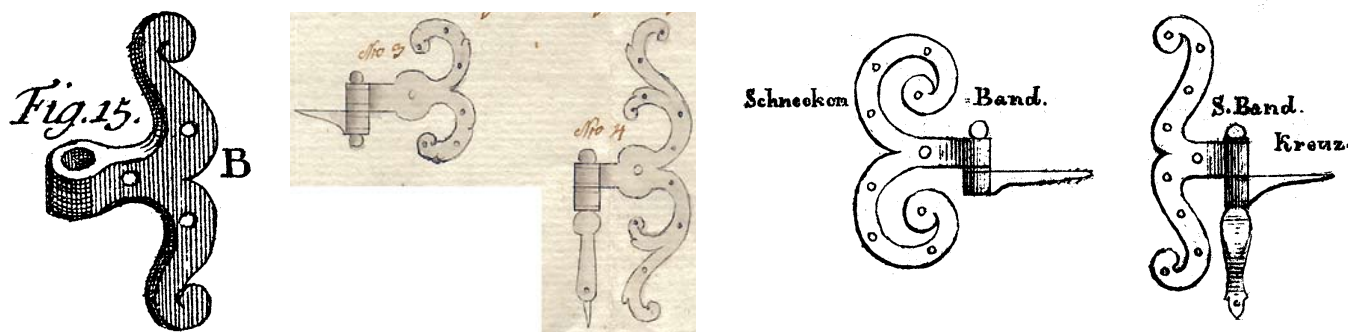 Fig. 15.
B
No 3
No 4
Schnecken
=Band.
S. Band.
Kreuz.